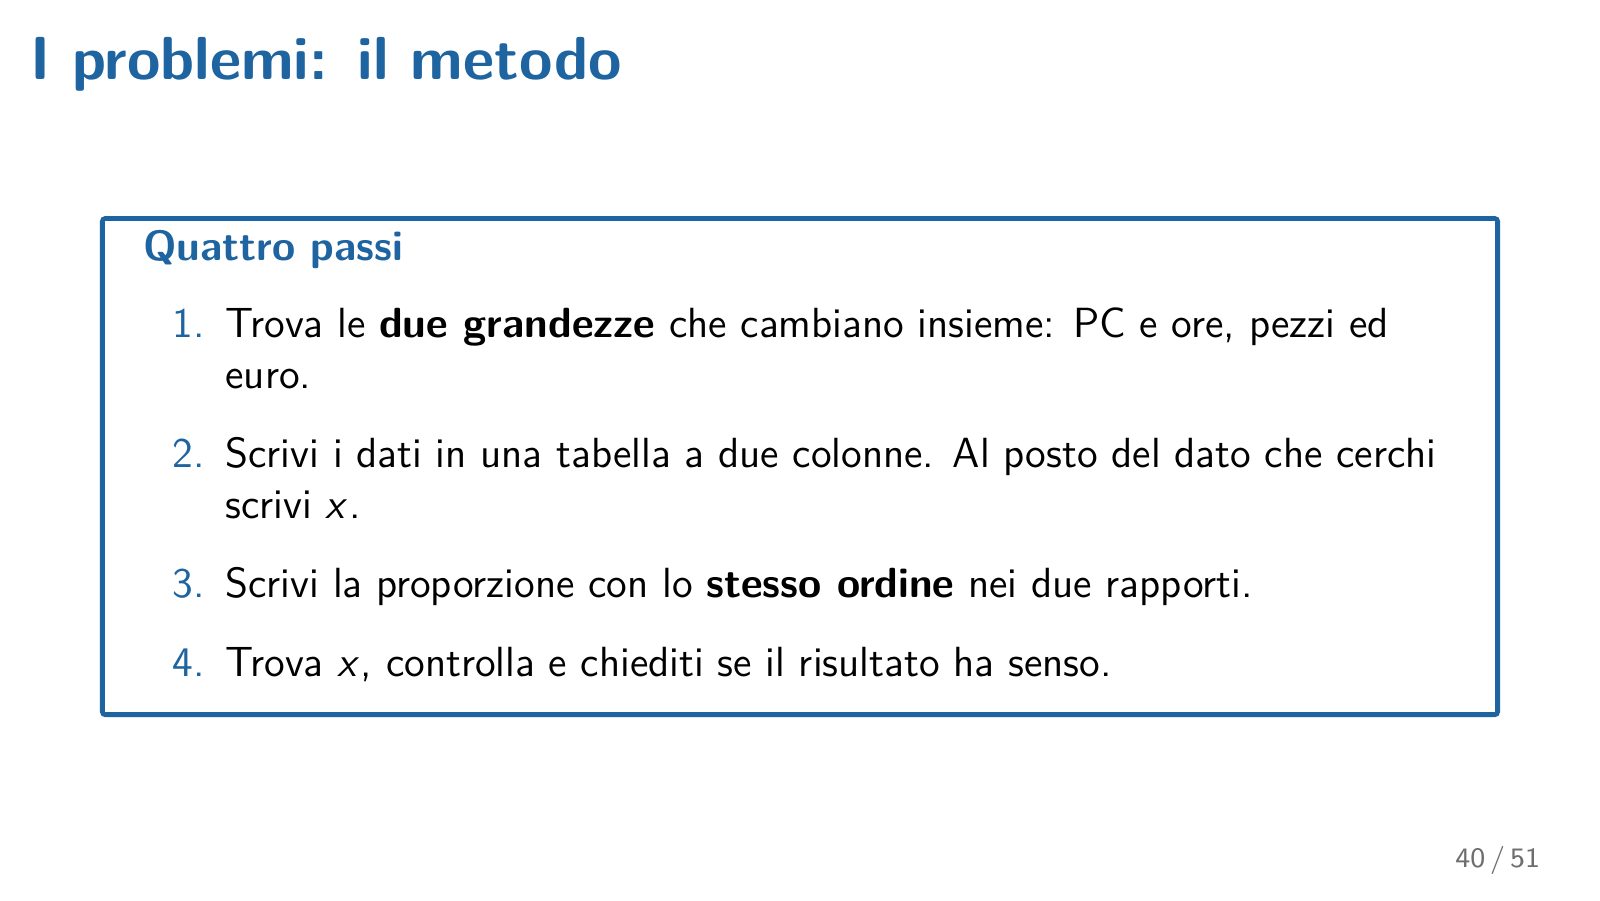 I problemi: il metodo
Quattro passi
1. Trova le due grandezze che cambiano insieme: PC e ore, pezzi ed
euro.
2. Scrivi i dati in una tabella a due colonne. Al posto del dato che cerchi
scrivi x.
3. Scrivi la proporzione con lo stesso ordine nei due rapporti.
4. Trova x, controlla e chiediti se il risultato ha senso.
40 / 51